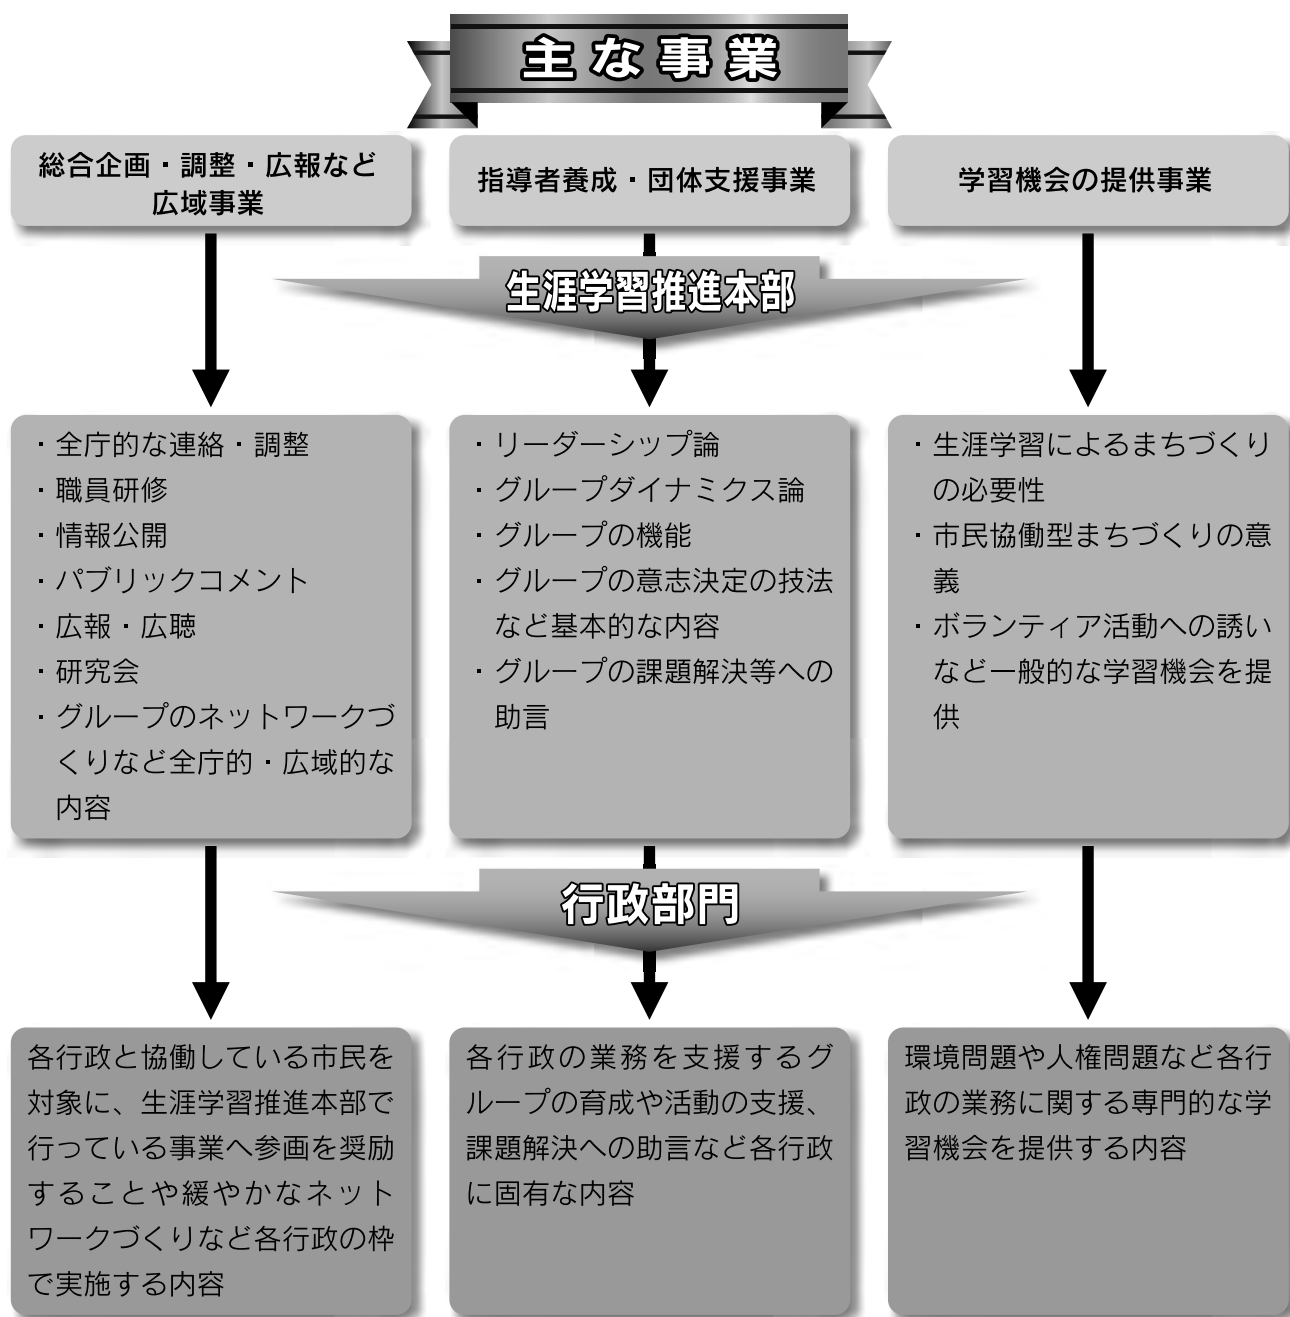 主な事業
総合企画・調整・広報など
広域事業
指導者養成・団体支援事業
学習機会の提供事業
生涯学習推進本部
・全庁的な連絡・調整
・職員研修
・情報公開
・パブリックコメント
・広報・広聴
・研究会
・グループのネットワークづ
くりなど全庁的・広域的な
内容
・リーダーシップ論
・グループダイナミクス論
・グループの機能
・グループの意志決定の技法
など基本的な内容
・グループの課題解決等への
助言
・生涯学習によるまちづくり
の必要性
・市民協働型まちづくりの意
義
・ボランティア活動への誘い
など一般的な学習機会を提
供
行政部門
各行政と協働している市民を
対象に、生涯学習推進本部で
行っている事業へ参画を奨励
することや緩やかなネット
ワークづくりなど各行政の枠
で実施する内容
各行政の業務を支援するグ
ループの育成や活動の支援、
課題解決への助言など各行政
に固有な内容
環境問題や人権問題など各行
政の業務に関する専門的な学
習機会を提供する内容